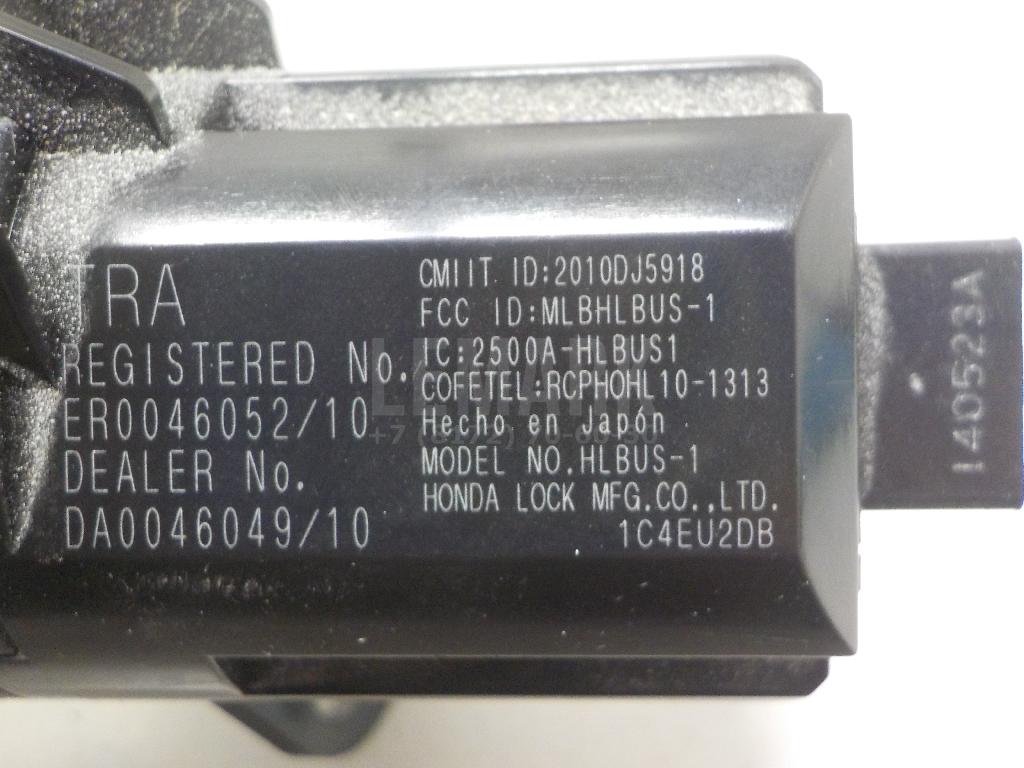 TRA
REGISTERED No.
ER0046052/10
DEALER No.
DA0046049/10
CMIIT ID:2010DJ5918
FCC ID:MLBHLBUS-1
IC:2500A-HLBUS1
COFETEL:RCPHOHL10-1313
Hecho en Japón
MODEL NO.HLBUS-1
HONDA LOCK MFG.CO.,LTD.
1C4EU2DB
140523A